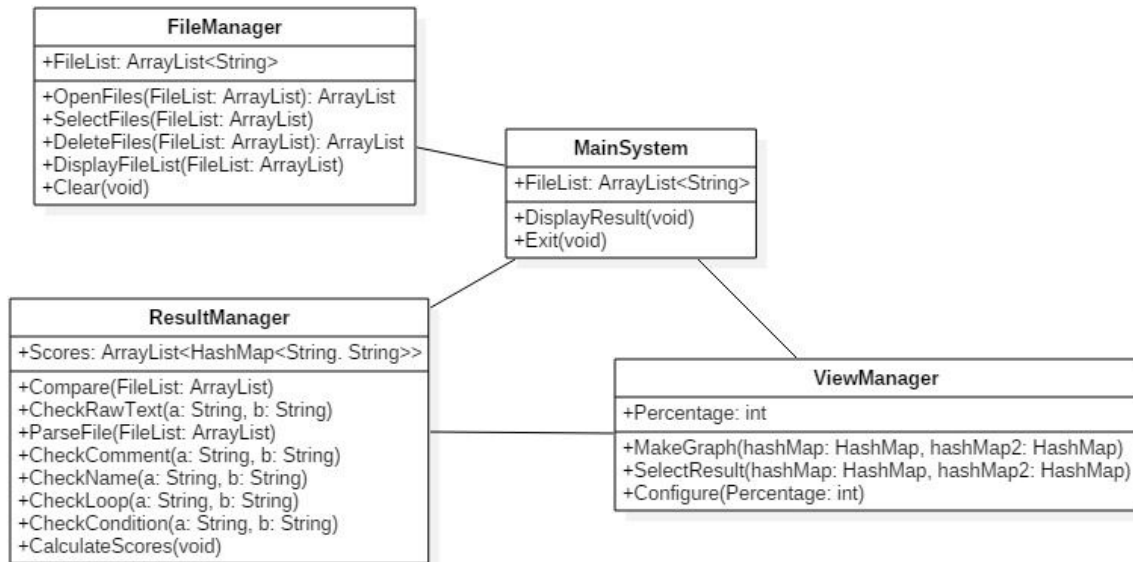 FileManager
+FileList: ArrayList<String>
+OpenFiles(FileList: ArrayList): ArrayList
+SelectFiles(FileList: ArrayList)
+DeleteFiles(FileList: ArrayList): ArrayList
+DisplayFileList(FileList: ArrayList)
+Clear(void)
MainSystem
+FileList: ArrayList<String>
+DisplayResult(void)
+Exit(void)
ResultManager
+Scores: ArrayList<HashMap<String. String>>
+Compare(FileList: ArrayList)
+CheckRawText(a: String, b: String)
+ParseFile(FileList: ArrayList)
+CheckComment(a: String, b: String)
+CheckName(a: String, b: String)
+CheckLoop(a: String, b: String)
+CheckCondition(a: String, b: String)
+CalculateScores(void)
ViewManager
+Percentage: int
+MakeGraph(hashMap: HashMap, hashMap2: HashMap)
+SelectResult(hashMap: HashMap, hashMap2: HashMap)
+Configure(Percentage: int)